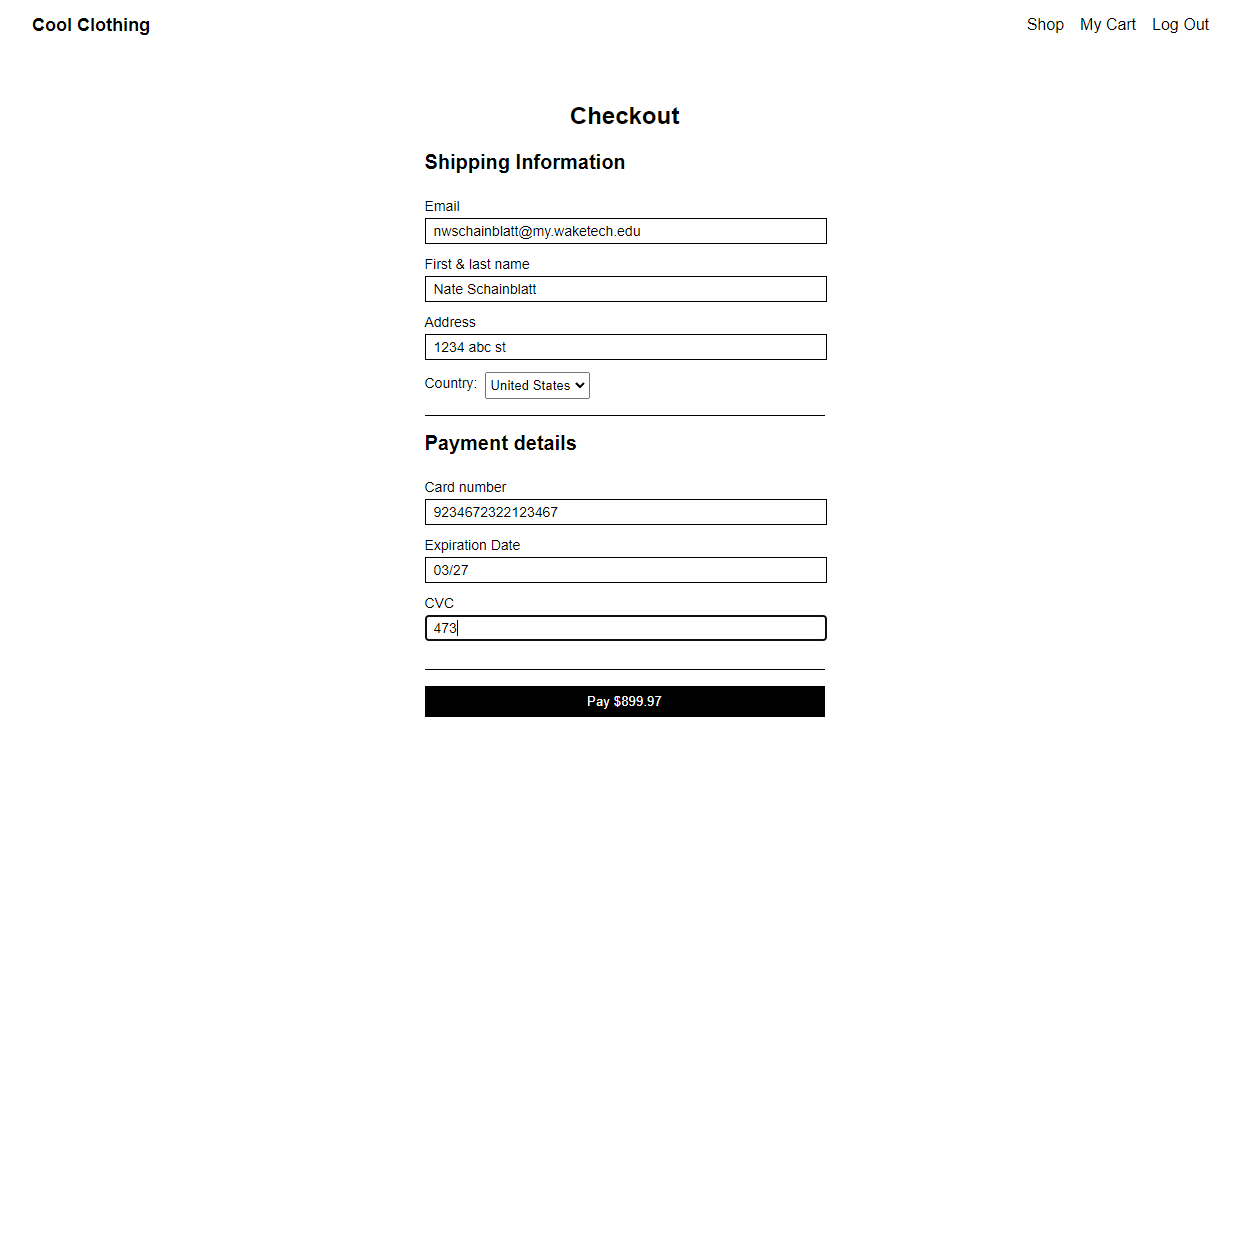 Cool Clothing
Shop My Cart Log Out
Checkout
Shipping Information
Email
nwschainblatt@my.waketech.edu
First & last name
Nate Schainblatt
Address
1234 abc st
Country: United States
Payment details
Card number
9234672322123467
Expiration Date
03/27
CVC
473
Pay $899.97